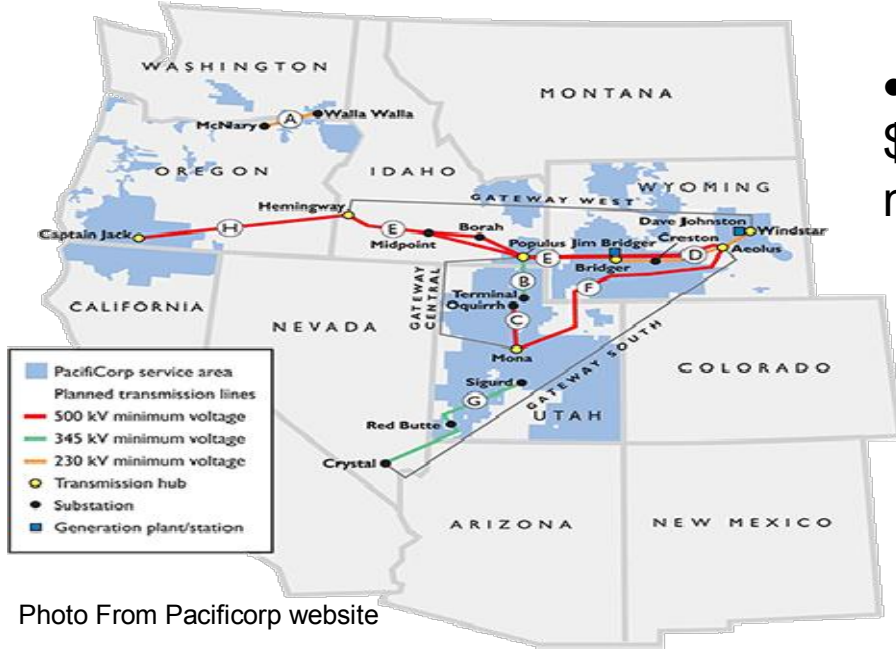 WASHINGTON
MONTANA
McNary
A
Walla Walla
OREGON
IDAHO
WYOMING
GATEWAY WEST
Hemingway
Dave Johnston
Windstar
Captain Jack
H
E
Midpoint
Borah
Populus
Jim Bridger
Creston
D
Aeolus
E
Bridger
B
F
CALIFORNIA
NEVADA
GATEWAY CENTRAL
Terminal
Oquirrh
C
Mona
GATEWAY SOUTH
COLORADO
Sigurd
G
UTAH
Red Butte
Crystal
ARIZONA
NEW MEXICO
PacifiCorp service area
Planned transmission lines
500 kV minimum voltage
345 kV minimum voltage
230 kV minimum voltage
Transmission hub
Substation
Generation plant/station
Photo From Pacificorp website
•
$